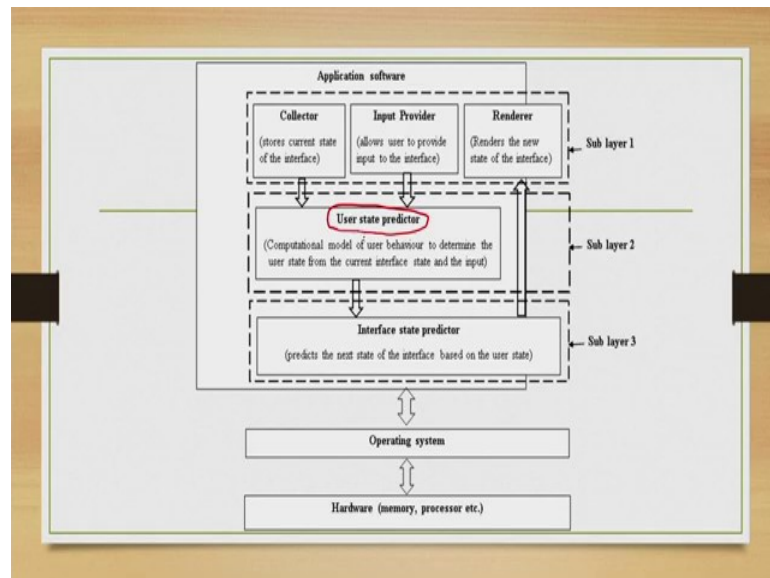 Application software
Collector
(stores current state
of the interface)
Input Provider
(allows user to provide
input to the interface)
Renderer
(Renders the new
state of the interface)
Sub layer 1
User state predictor
(Computational model of user behaviour to determine the
user state from the current interface state and the input)
Sub layer 2
Interface state predictor
(predicts the next state of the interface based on the user state)
Sub layer 3
Operating system
Hardware (memory, processor etc.)